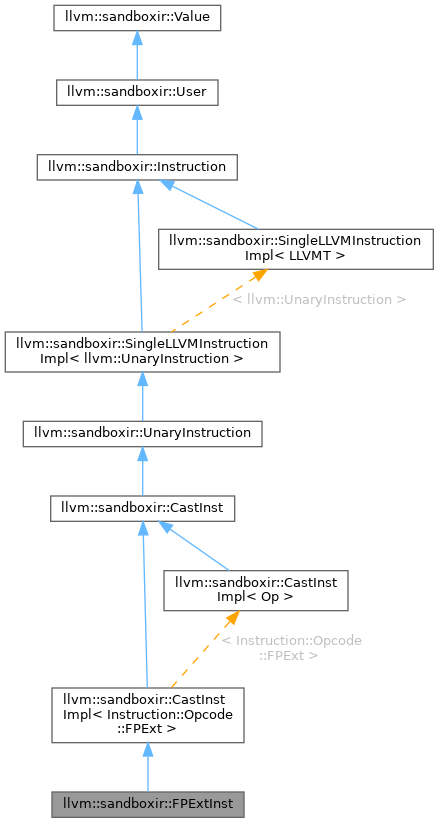 llvm::sandboxir::Value
llvm::sandboxir::User
llvm::sandboxir::Instruction
llvm::sandboxir::SingleLLVMInstruction
Impl< LLVMT >
< llvm::UnaryInstruction >
llvm::sandboxir::SingleLLVMInstruction
Impl< llvm::UnaryInstruction >
llvm::sandboxir::UnaryInstruction
llvm::sandboxir::CastInst
llvm::sandboxir::CastInst
Impl< Op >
< Instruction::Opcode
::FPExt >
llvm::sandboxir::CastInst
Impl< Instruction::Opcode
::FPExt >
llvm::sandboxir::FPExtInst